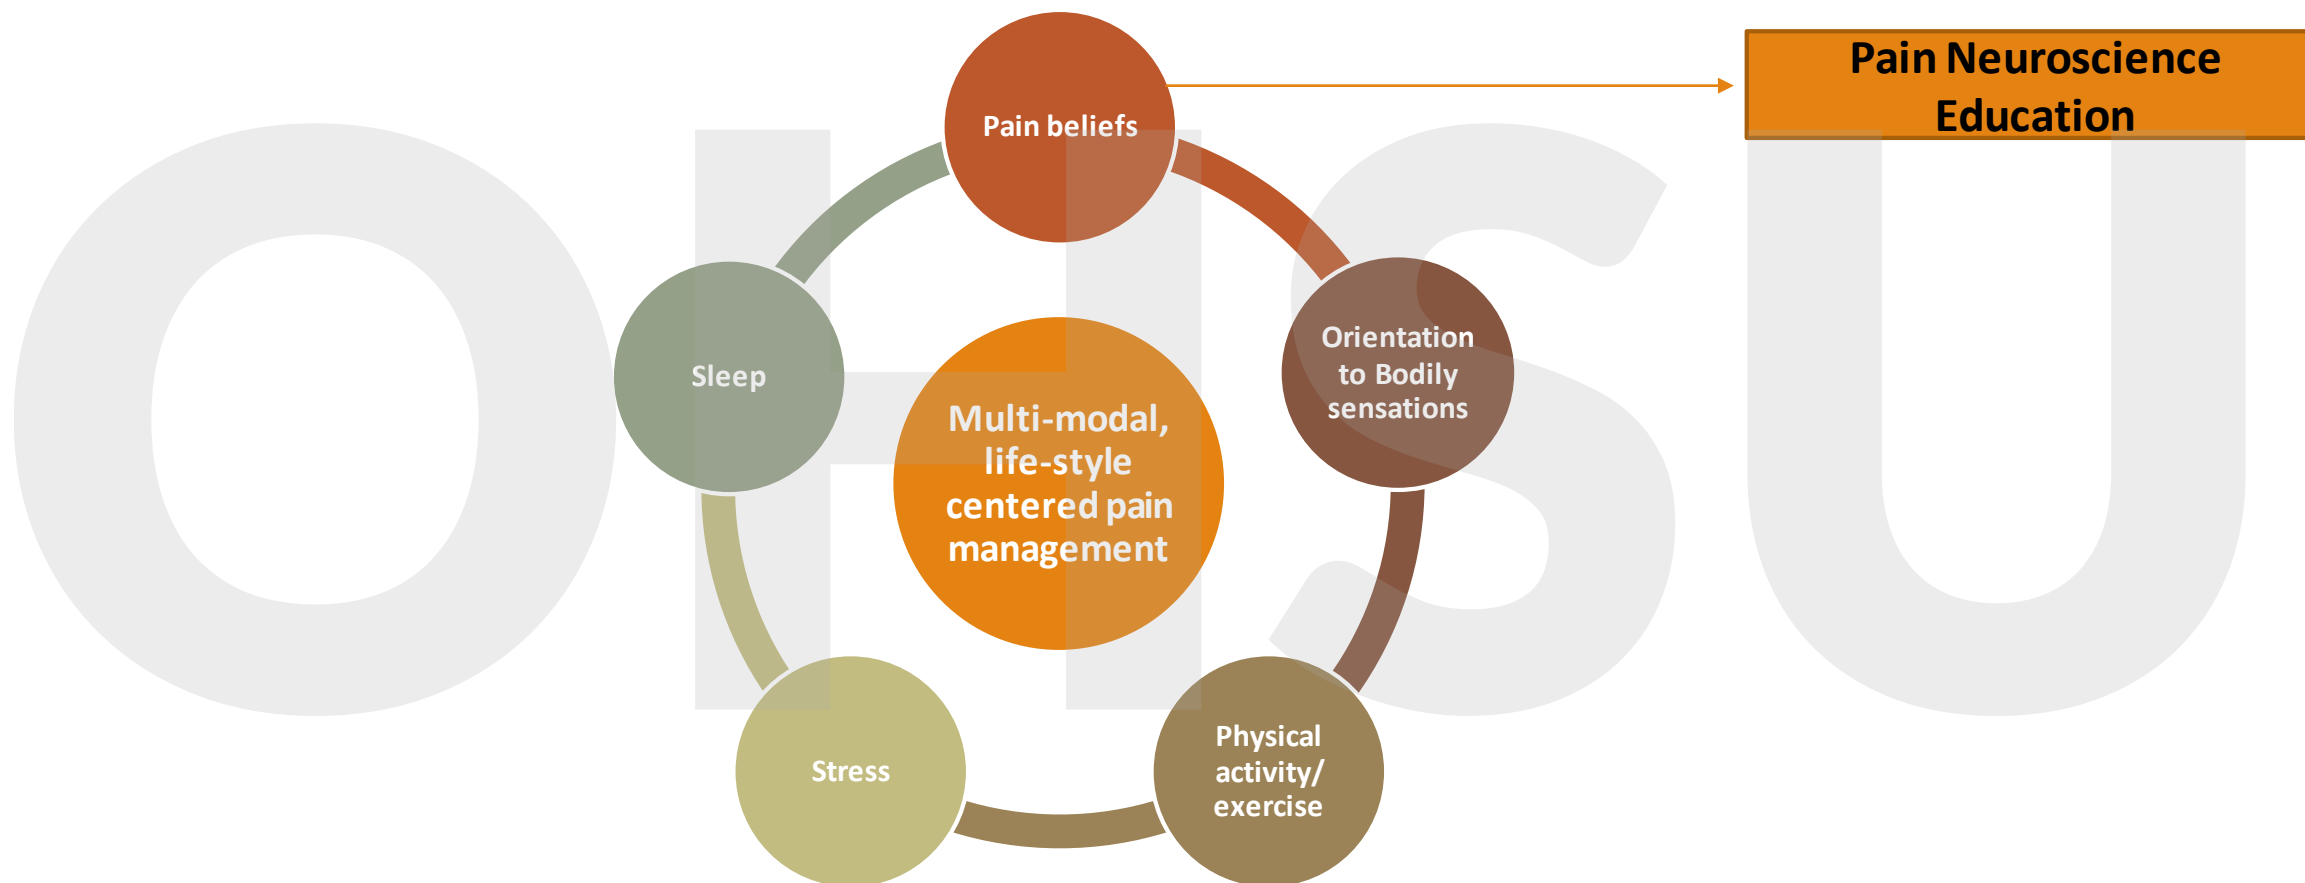 Pain Neuroscience
Education
Pain beliefs
Orientation
to Bodily
sensations
Sleep
Multi-modal,
life-style
centered pain
management
Physical
activity/
exercise
Stress
OHSU